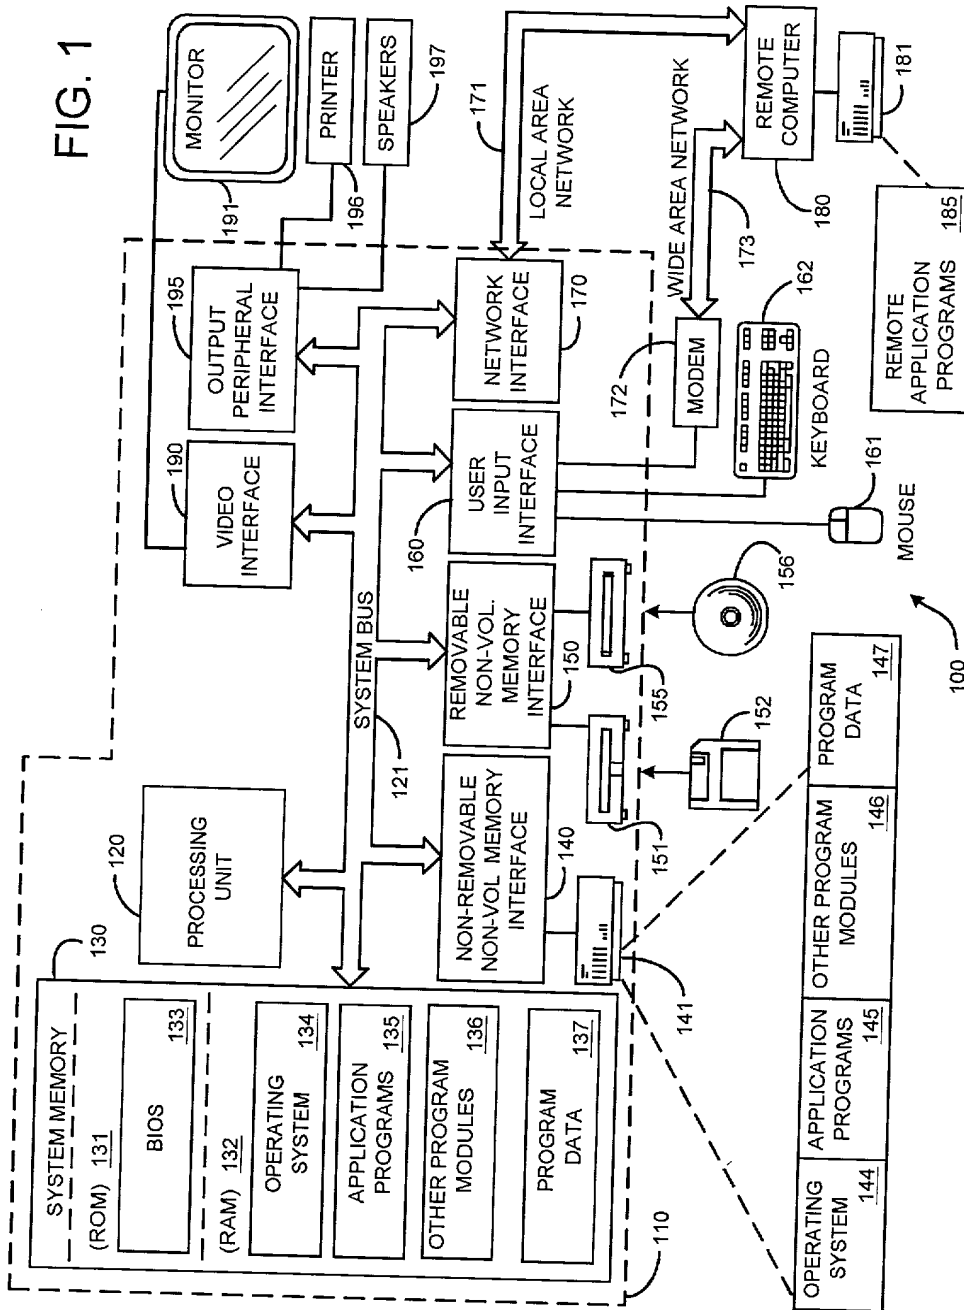 FIG. 1
SYSTEM MEMORY
130
(ROM) 131
BIOS
133
(RAM) 132
OPERATING
SYSTEM
134
APPLICATION
PROGRAMS
135
OTHER PROGRAM
MODULES
136
PROGRAM
DATA
137
110
120
PROCESSING
UNIT
SYSTEM BUS
121
190
VIDEO
INTERFACE
195
OUTPUT
PERIPHERAL
INTERFACE
MONITOR
191
PRINTER
196
SPEAKERS
197
NON-REMOVABLE
NON-VOL MEMORY
INTERFACE
140
REMOVABLE
NON-VOL.
MEMORY
INTERFACE
150
160
USER
INPUT
INTERFACE
NETWORK
INTERFACE
170
171
LOCAL AREA
NETWORK
141
151
155
152
156
172
MODEM
WIDE AREA NETWORK
173
REMOTE
COMPUTER
180
181
162
KEYBOARD
161
MOUSE
REMOTE
APPLICATION
PROGRAMS
185
OPERATING
SYSTEM
144
APPLICATION
PROGRAMS
145
OTHER PROGRAM
MODULES
146
PROGRAM
DATA
147
100